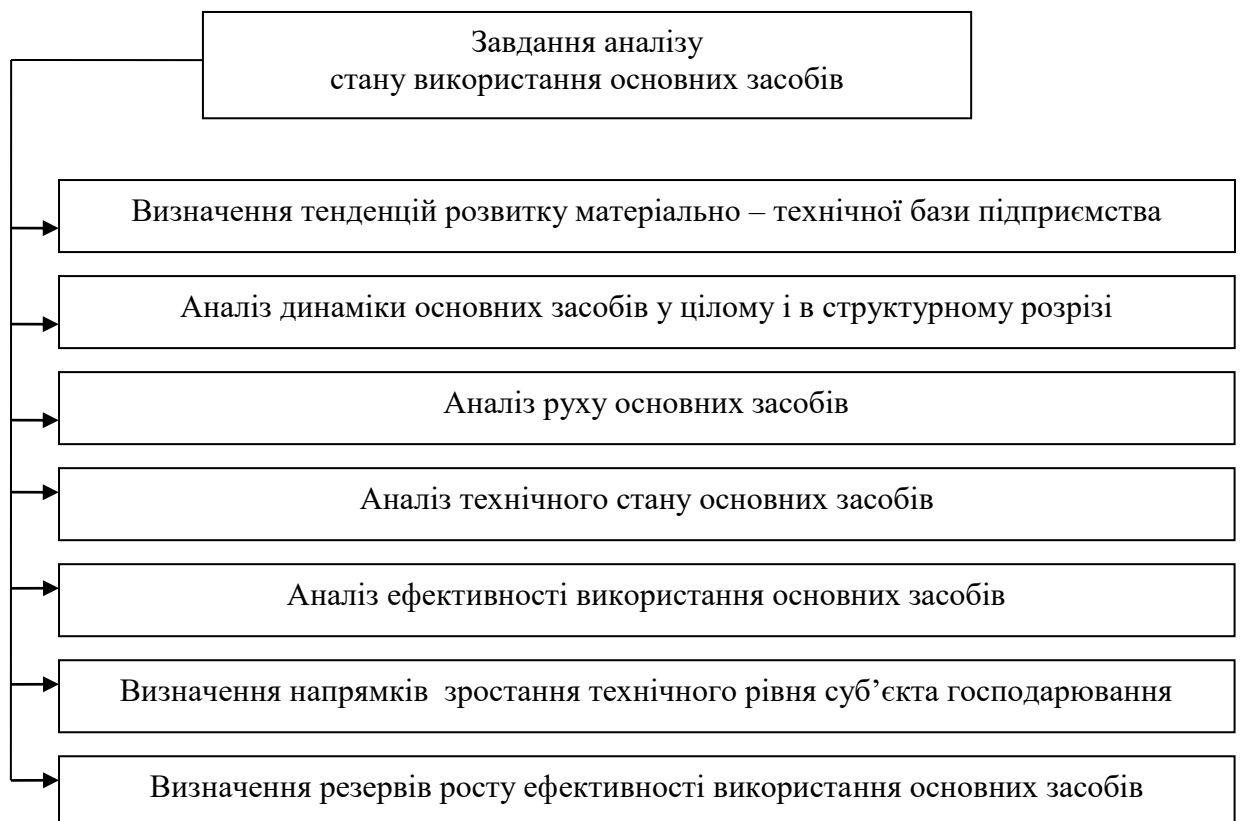 Завдання аналізу
стану використання основних засобів
Визначення тенденцій розвитку матеріально – технічної бази підприємства
Аналіз динаміки основних засобів у цілому і в структурному розрізі
Аналіз руху основних засобів
Аналіз технічного стану основних засобів
Аналіз ефективності використання основних засобів
Визначення напрямків зростання технічного рівня суб’єкта господарювання
Визначення резервів росту ефективності використання основних засобів